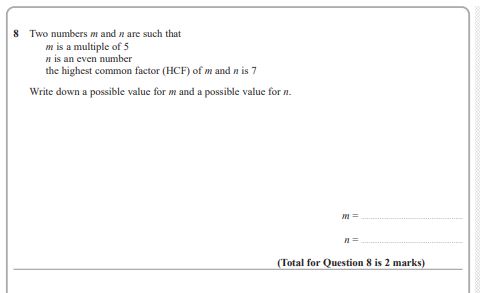 8 Two numbers m and n are such that
m is a multiple of 5
n is an even number
the highest common factor (HCF) of m and n is 7
Write down a possible value for m and a possible value for n.
m =
n =
(Total for Question 8 is 2 marks)